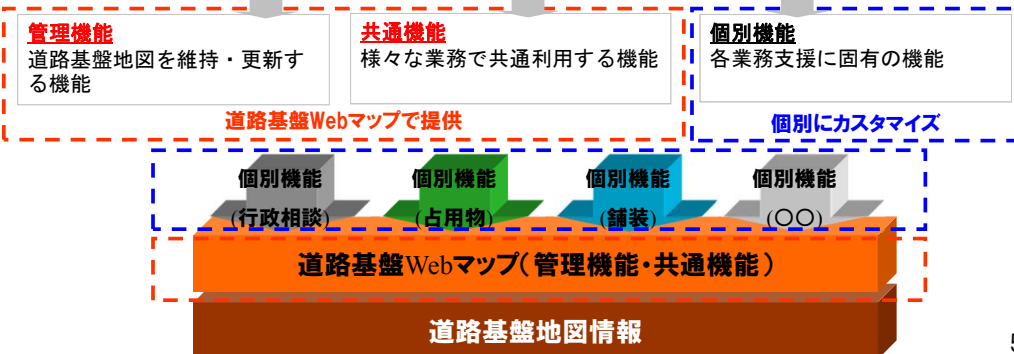 管理機能
道路基盤地図を維持・更新す
る機能
共通機能
様々な業務で共通利用する機能
個別機能
各業務支援に固有の機能
道路基盤Webマップで提供
個別にカスタマイズ
個別機能
(行政相談)
個別機能
(占用物)
個別機能
(舗装)
個別機能
(〇〇)
道路基盤Webマップ(管理機能・共通機能)
道路基盤地図情報